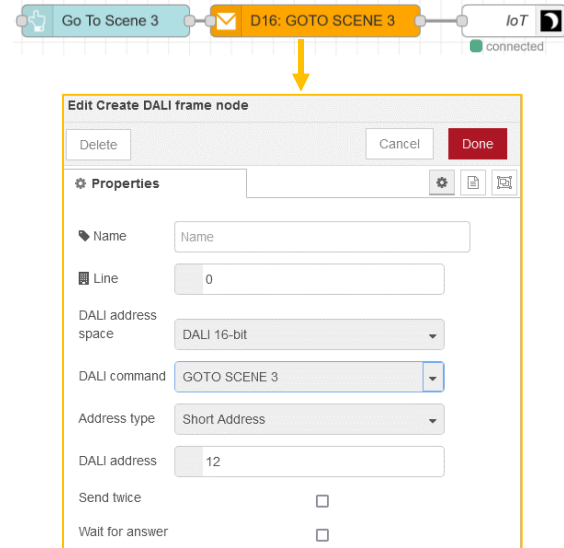 Go To Scene 3
D16: GOTO SCENE 3
IoT
connected
Edit Create DALI frame node
Delete
Cancel
Done
Properties
Name
Name
Line
0
DALI address
space
DALI 16-bit
DALI command
GOTO SCENE 3
Address type
Short Address
DALI address
12
Send twice
Wait for answer